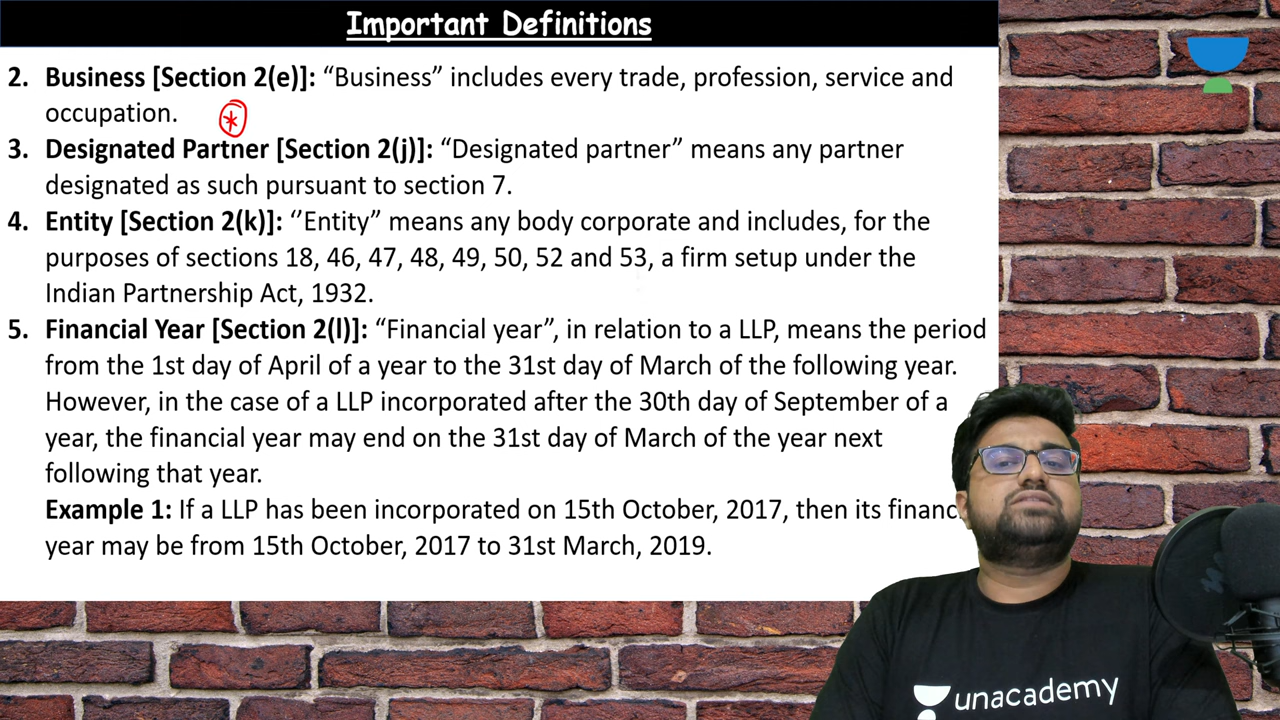 Important Definitions
2. Business [Section 2(e)]: “Business” includes every trade, profession, service and
occupation.
*
3. Designated Partner [Section 2(j)]: “Designated partner” means any partner
designated as such pursuant to section 7.
4. Entity [Section 2(k)]: ‘’Entity” means any body corporate and includes, for the
purposes of sections 18, 46, 47, 48, 49, 50, 52 and 53, a firm setup under the
Indian Partnership Act, 1932.
5. Financial Year [Section 2(l)]: “Financial year”, in relation to a LLP, means the period
from the 1st day of April of a year to the 31st day of March of the following year.
However, in the case of a LLP incorporated after the 30th day of September of a
year, the financial year may end on the 31st day of March of the year next
following that year.
Example 1: If a LLP has been incorporated on 15th October, 2017, then its financ
year may be from 15th October, 2017 to 31st March, 2019.
unacademy